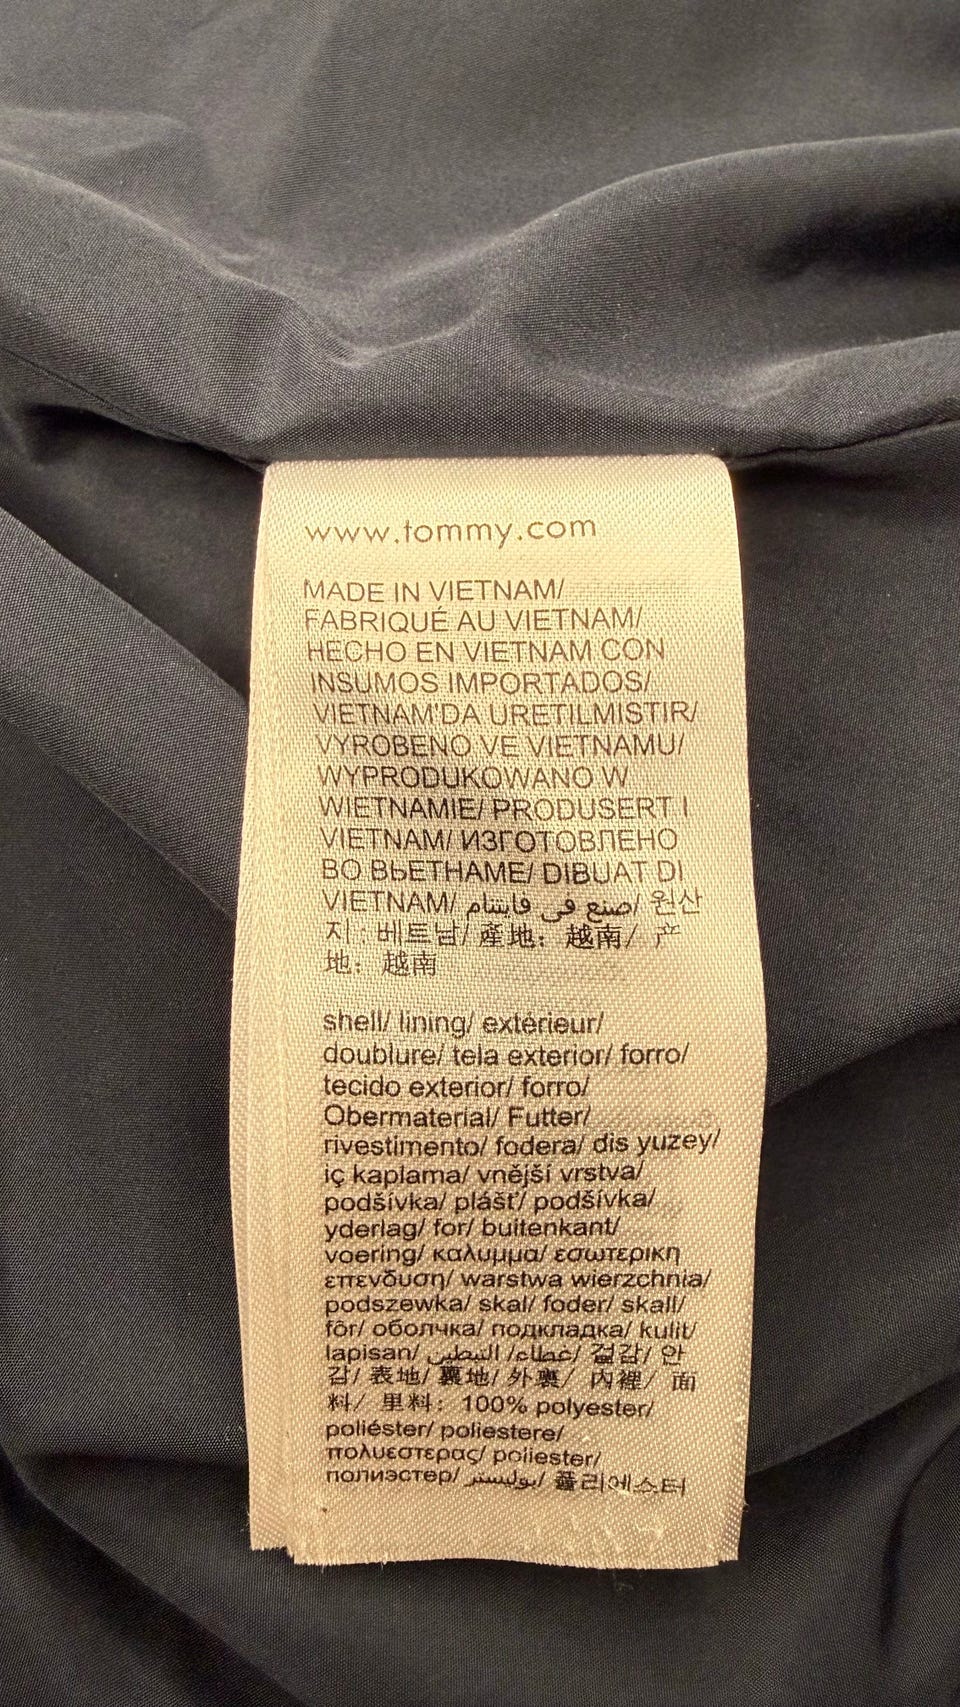 www.tommy.com
MADE IN VIETNAM/
FABRIQUÉ AU VIETNAM/
HECHO EN VIETNAM CON
INSUMOS IMPORTADOS/
VIETNAM'DA URETILMISTIR/
VYROBENO VE VIETNAMU/
WYPRODUKOWANO W
WIETNAMIE/ PRODUSERT I
VIETNAM/ ИЗГОТОВЛЕНО
ВО ВЬЕТНАМЕ/ DIBUAT DI
VIETNAM/ صنع في فايتنام/ 원산
지 : 베트남/ 產地：越南/ 产
地：越南
shell/ lining/ extérieur/
doublure/ tela exterior/ forro/
tecido exterior/ forro/
Obermaterial/ Futter/
rivestimento/ fodera/ dis yuzey/
iç kaplama/ vnější vrstva/
podšívka/ plášť/ podšívka/
yderlag/ for/ buitenkant/
voering/ καλυμμα/ εσωτερικη
επενδυση/ warstwa wierzchnia/
podszewka/ skal/ foder/ skall/
fôr/ оболчка/ подкладка/ kulit/
lapisan/ غطاء/ التبطين/ 겉감/ 안
감/ 表地/ 裏地/ 外裏/ 內裡/ 面
料/ 里料：100% polyester/
poliéster/ poliestere/
πολυεστερας/ poliester/
полиэстер/ بوليستر/ 폴리에스터